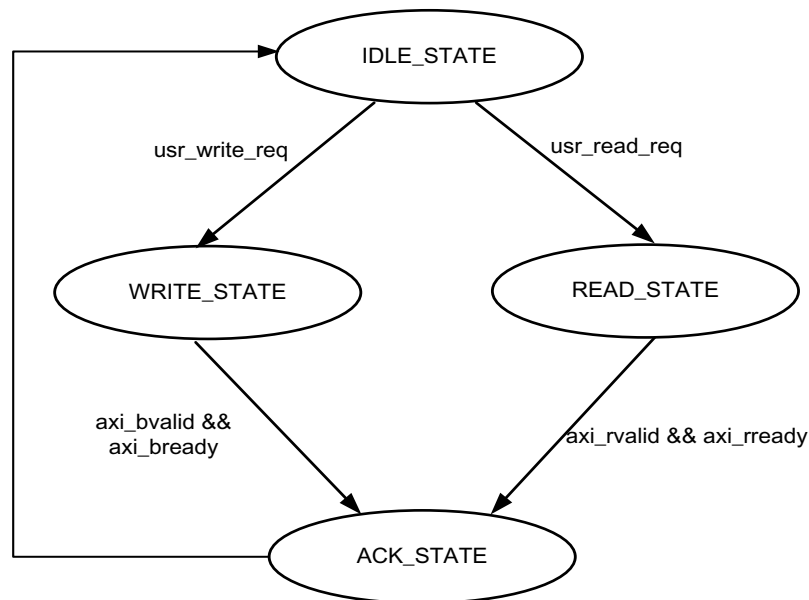 IDLE_STATE
usr_write_req
usr_read_req
WRITE_STATE
READ_STATE
axi_bvalid &&
axi_bready
axi_rvalid && axi_rready
ACK_STATE